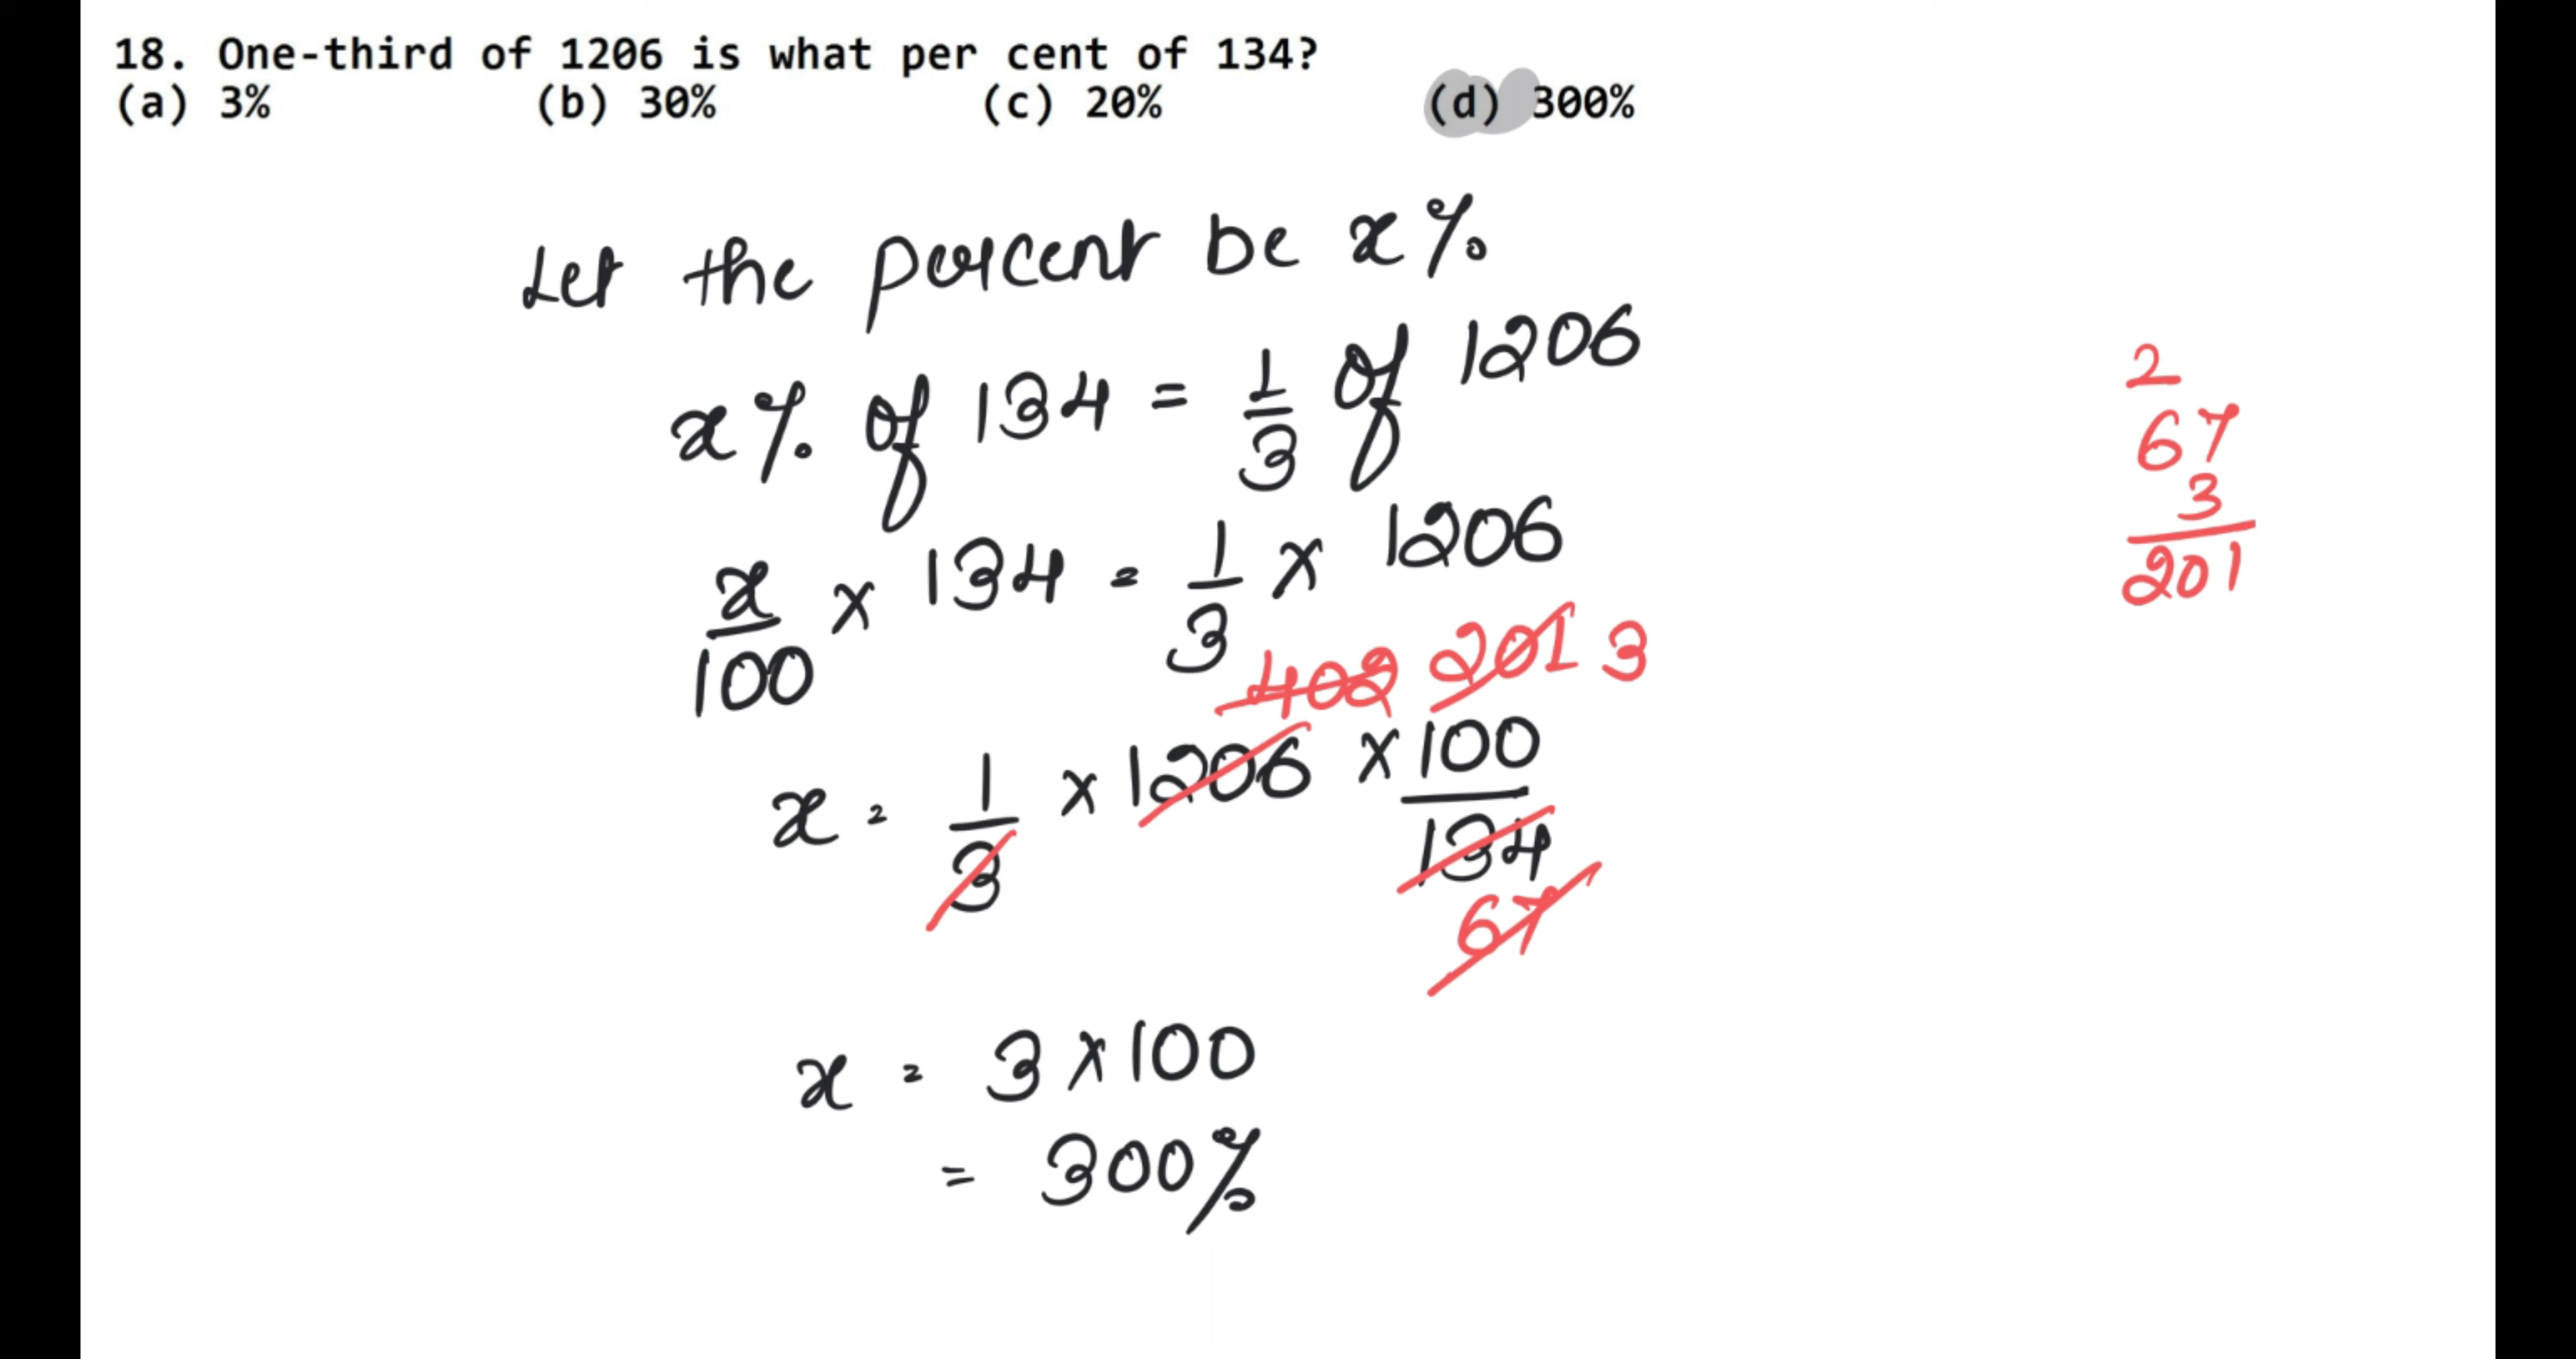 18. One-third of 1206 is what per cent of 134?
(a) 3% (b) 30% (c) 20% (d) 300%
Let the percent be x%
x% of 134 = 1/3 of 1206
x/100 × 134 = 1/3 × 1206
402 201 3
x = 1/3 × 1206 × 100/134
67
x = 3 × 100
= 300%
2
67
3
201